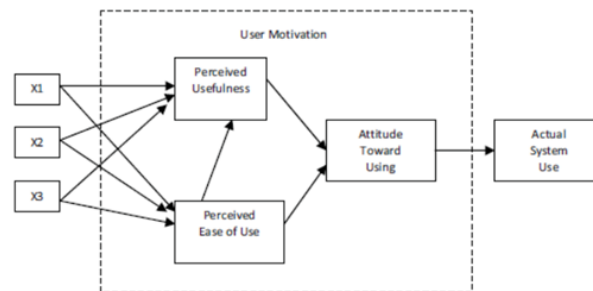 User Motivation
X1
X2
X3
Perceived
Usefulness
Perceived
Ease of Use
Attitude
Toward
Using
Actual
System
Use